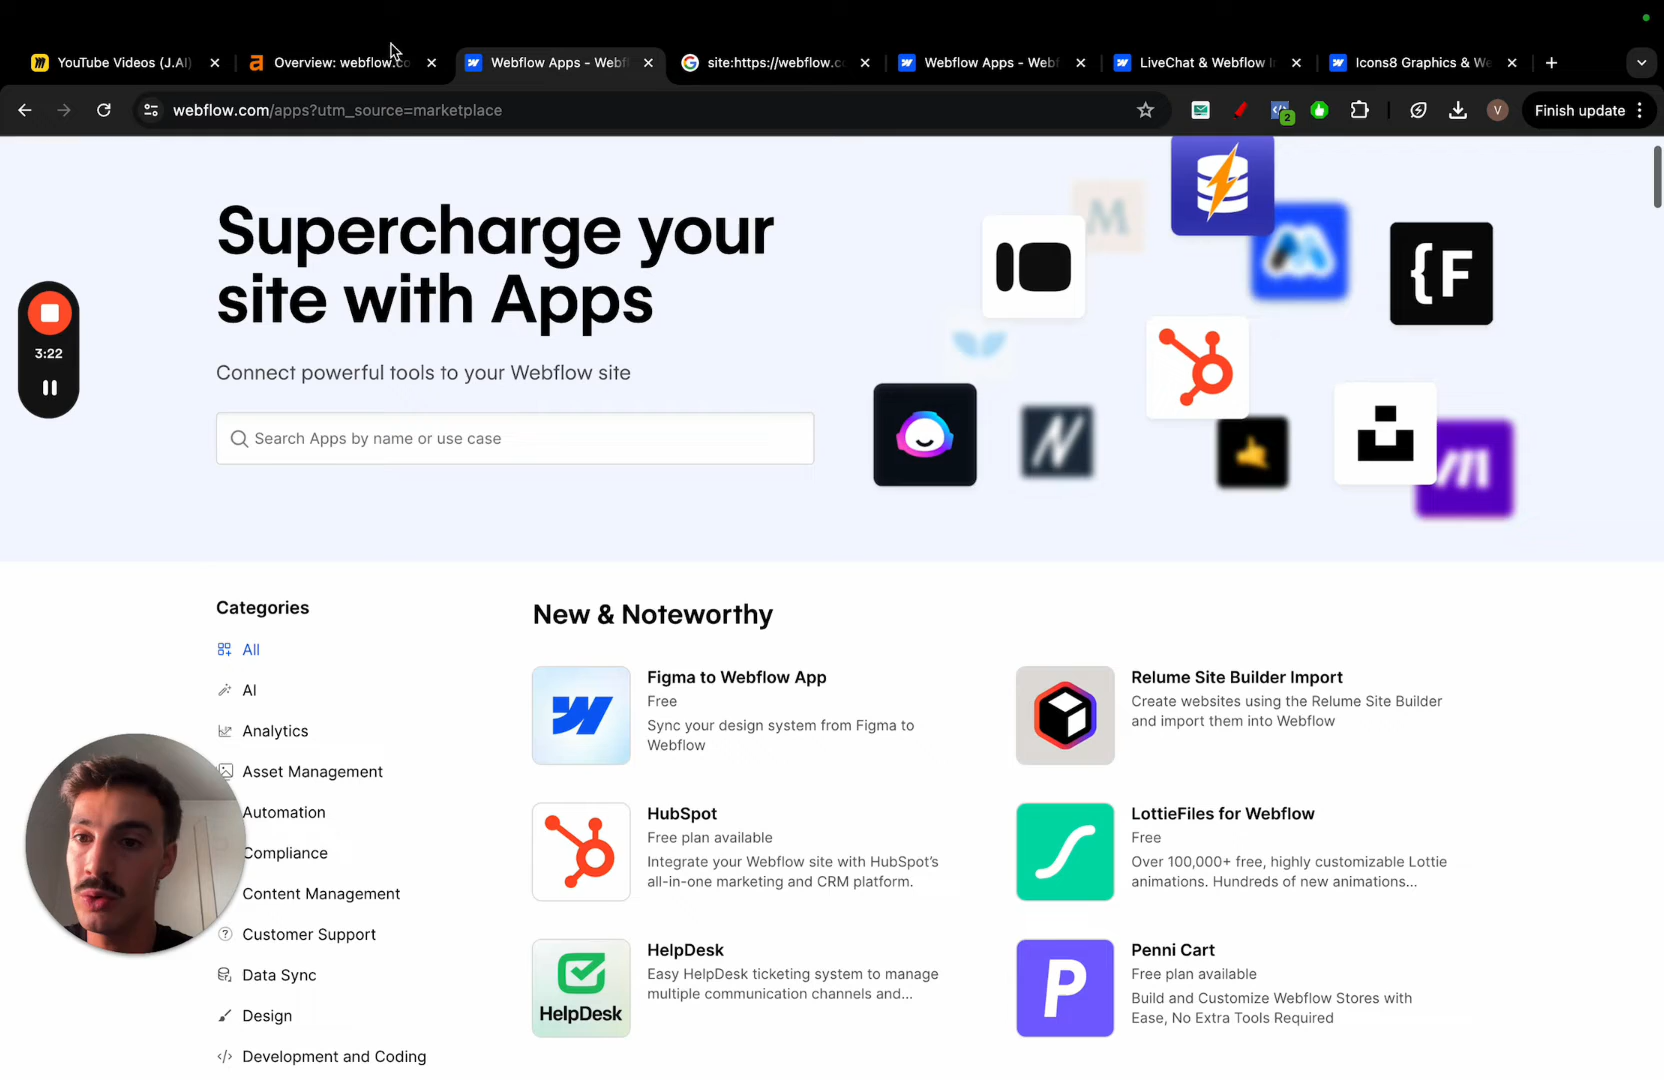 YouTube Videos (J.AI)
Overview: webflow.co
Webflow Apps - Webf
site:https://webflow.c
Webflow Apps - Webf
LiveChat & Webflow I
Icons8 Graphics & We
webflow.com/apps?utm_source=marketplace
2
V
Finish update
Supercharge your
site with Apps
Connect powerful tools to your Webflow site
Search Apps by name or use case
M
{F
N
3:22
Categories
All
AI
Analytics
Asset Management
Automation
Compliance
Content Management
Customer Support
Data Sync
Design
Development and Coding
New & Noteworthy
Figma to Webflow App
Free
Sync your design system from Figma to
Webflow
Relume Site Builder Import
Create websites using the Relume Site Builder
and import them into Webflow
HubSpot
Free plan available
Integrate your Webflow site with HubSpot's
all-in-one marketing and CRM platform.
LottieFiles for Webflow
Free
Over 100,000+ free, highly customizable Lottie
animations. Hundreds of new animations...
HelpDesk
HelpDesk
Easy HelpDesk ticketing system to manage
multiple communication channels and...
P
Penni Cart
Free plan available
Build and Customize Webflow Stores with
Ease, No Extra Tools Required